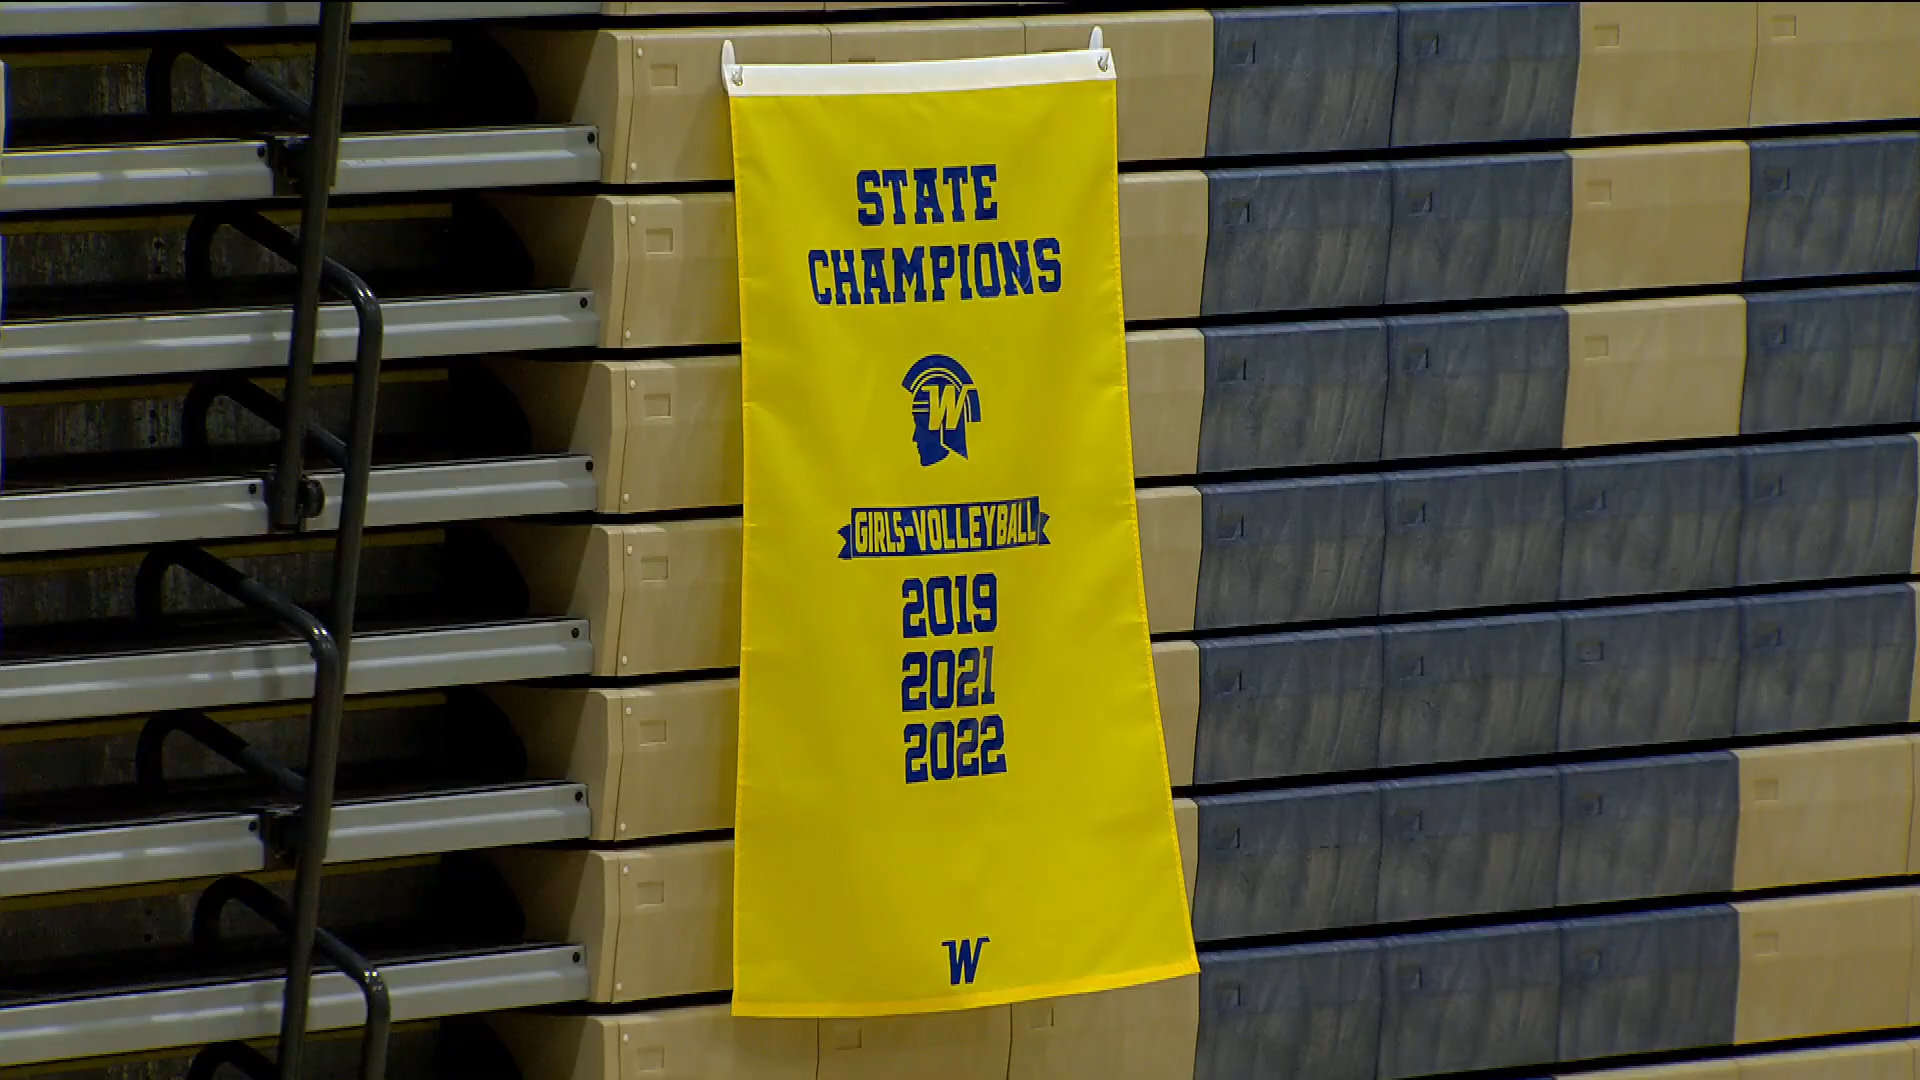 STATE
CHAMPIONS
W
GIRLS-VOLLEYBALL
2019
2021
2022
W